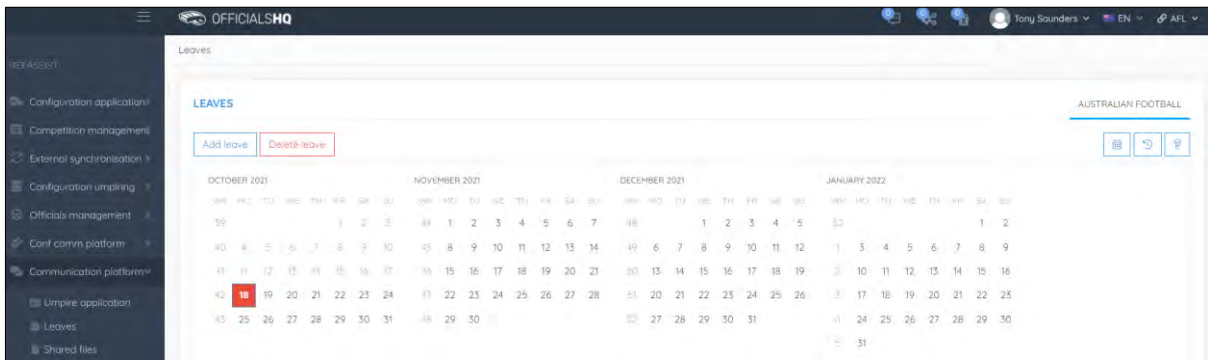 OFFICIALSHQ
Tony Saunders EN AFL
Leaves
REFASSIST
Configuration application
Competition management
External synchronisation
Configuration umpiring
Officials management
Conf comm platform
Communication platform
Umpire application
Leaves
Shared files
LEAVES
AUSTRALIAN FOOTBALL
Add leave Delete leave
OCTOBER 2021 NOVEMBER 2021 DECEMBER 2021 JANUARY 2022
WK MO TU WE TH FR SA SU WK MO TU WE TH FR SA SU WK MO TU WE TH FR SA SU WK MO TU WE TH FR SA SU
39 1 2 3 44 1 2 3 4 5 6 7 48 1 2 3 4 5 52 1 2
40 4 5 6 7 8 9 10 45 8 9 10 11 12 13 14 49 6 7 8 9 10 11 12 1 3 4 5 6 7 8 9
41 11 12 13 14 15 16 17 46 15 16 17 18 19 20 21 50 13 14 15 16 17 18 19 2 10 11 12 13 14 15 16
42 18 19 20 21 22 23 24 47 22 23 24 25 26 27 28 51 20 21 22 23 24 25 26 3 17 18 19 20 21 22 23
43 25 26 27 28 29 30 31 48 29 30 52 27 28 29 30 31 4 24 25 26 27 28 29 30
5 31